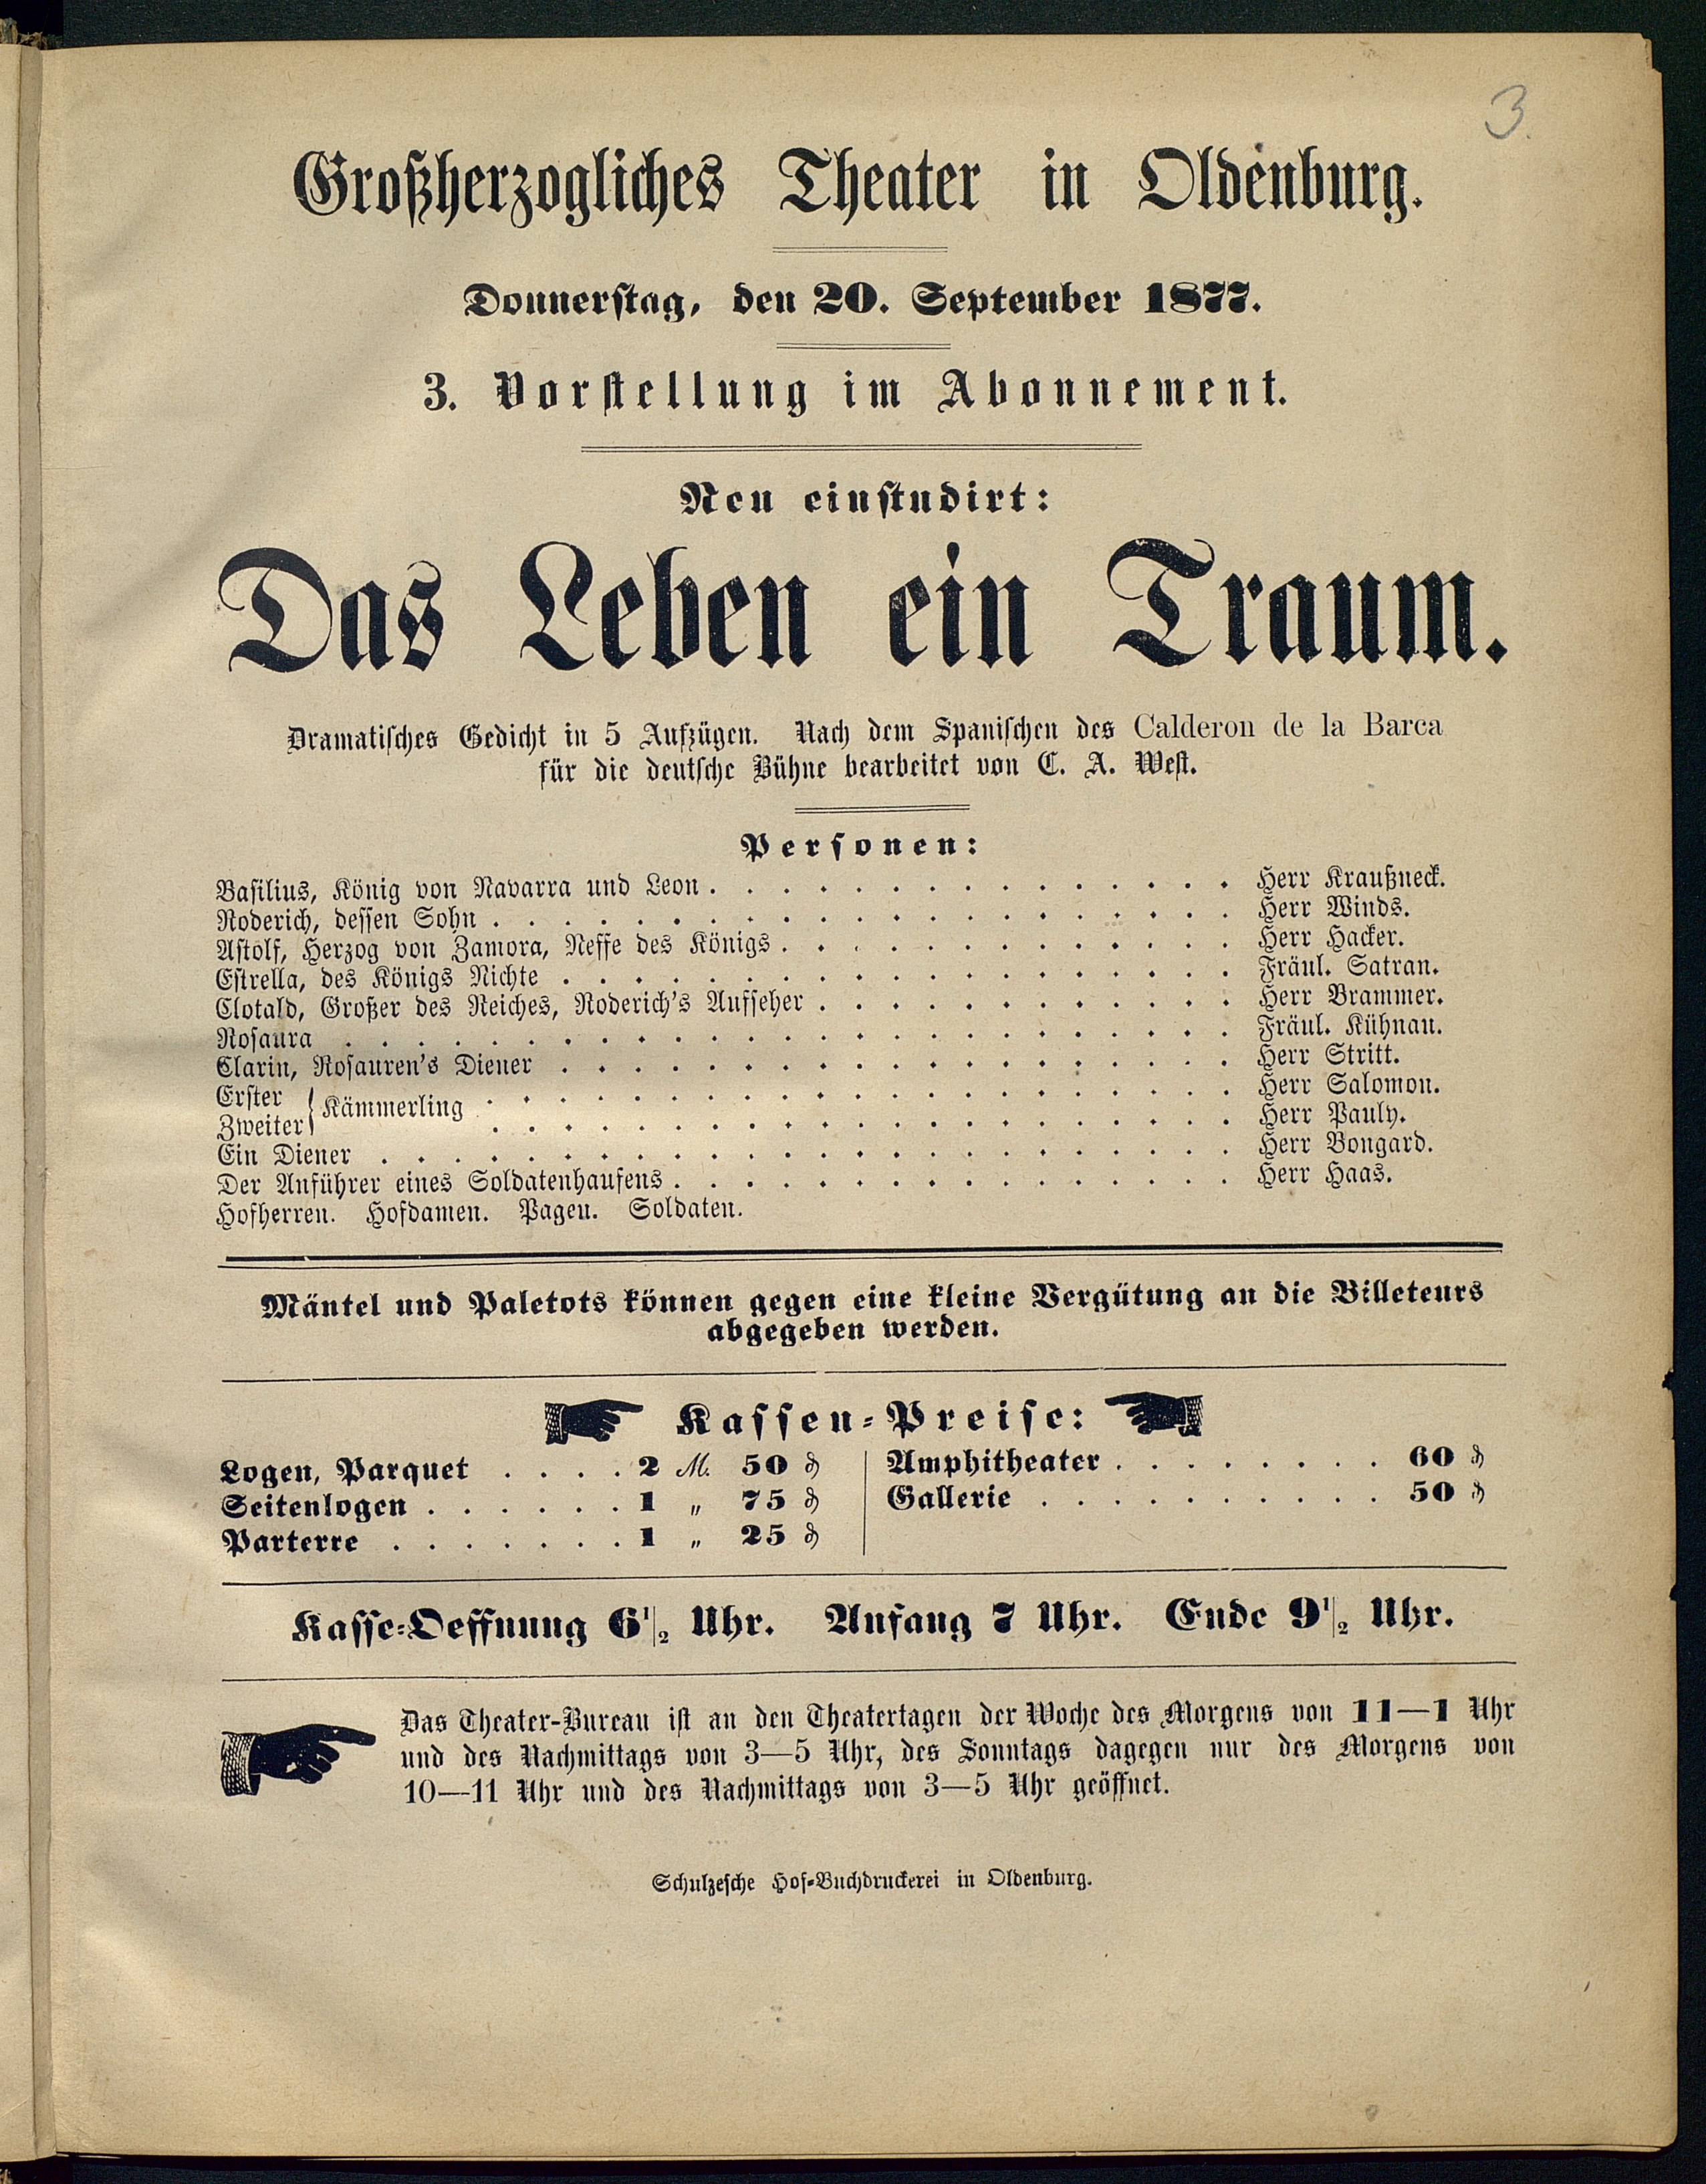 3.
Großherzogliches Theater in Oldenburg.
Donnerstag, den 20. September 1877.
3. Vorstellung im Abonnement.
Neu einstudirt:
Das Leben ein Traum.
Dramatisches Gedicht in 5 Aufzügen. Nach dem Spanischen des Calderon de la Barca
für die deutsche Bühne bearbeitet von C. A. West.
Personen:
Basilius, König von Navarra und Leon . . . . . . . . . . . . . . . Herr Kraußneck.
Roderich, dessen Sohn . . . . . . . . . . . . . . . . . . . . . Herr Winds.
Astolf, Herzog von Zamora, Neffe des Königs . . . . . . . . . . . . . Herr Hacker.
Estrella, des Königs Nichte . . . . . . . . . . . . . . . . . . . Fräul. Satran.
Clotald, Großer des Reiches, Roderich's Aufseher . . . . . . . . . . . . Herr Brammer.
Rosaura . . . . . . . . . . . . . . . . . . . . . . . . . Fräul. Kühnau.
Clarin, Rosauren's Diener . . . . . . . . . . . . . . . . . . . Herr Stritt.
Erster } Kämmerling . . . . . . . . . . . . . . . . . . . . . Herr Salomon.
Zweiter } . . . . . . . . . . . . . . . . . . . . . Herr Pauly.
Ein Diener . . . . . . . . . . . . . . . . . . . . . . . . Herr Bongard.
Der Anführer eines Soldatenhaufens . . . . . . . . . . . . . . . . Herr Haas.
Hofherren. Hofdamen. Pagen. Soldaten.
Mäntel und Paletots können gegen eine kleine Vergütung an die Billeteurs
abgegeben werden.
Kassen-Preise:
Logen, Parquet . . . . 2 M. 50 ₰
Seitenlogen . . . . . . . 1 „ 75 ₰
Parterre . . . . . . . 1 „ 25 ₰
Amphitheater . . . . . . . . 60 ₰
Gallerie . . . . . . . . . . 50 ₰
Kasse-Oeffnung 6 1/2 Uhr. Anfang 7 Uhr. Ende 9 1/2 Uhr.
Das Theater-Bureau ist an den Theatertagen der Woche des Morgens von 11—1 Uhr
und des Nachmittags von 3—5 Uhr, des Sonntags dagegen nur des Morgens von
10—11 Uhr und des Nachmittags von 3—5 Uhr geöffnet.
Schulzesche Hof-Buchdruckerei in Oldenburg.